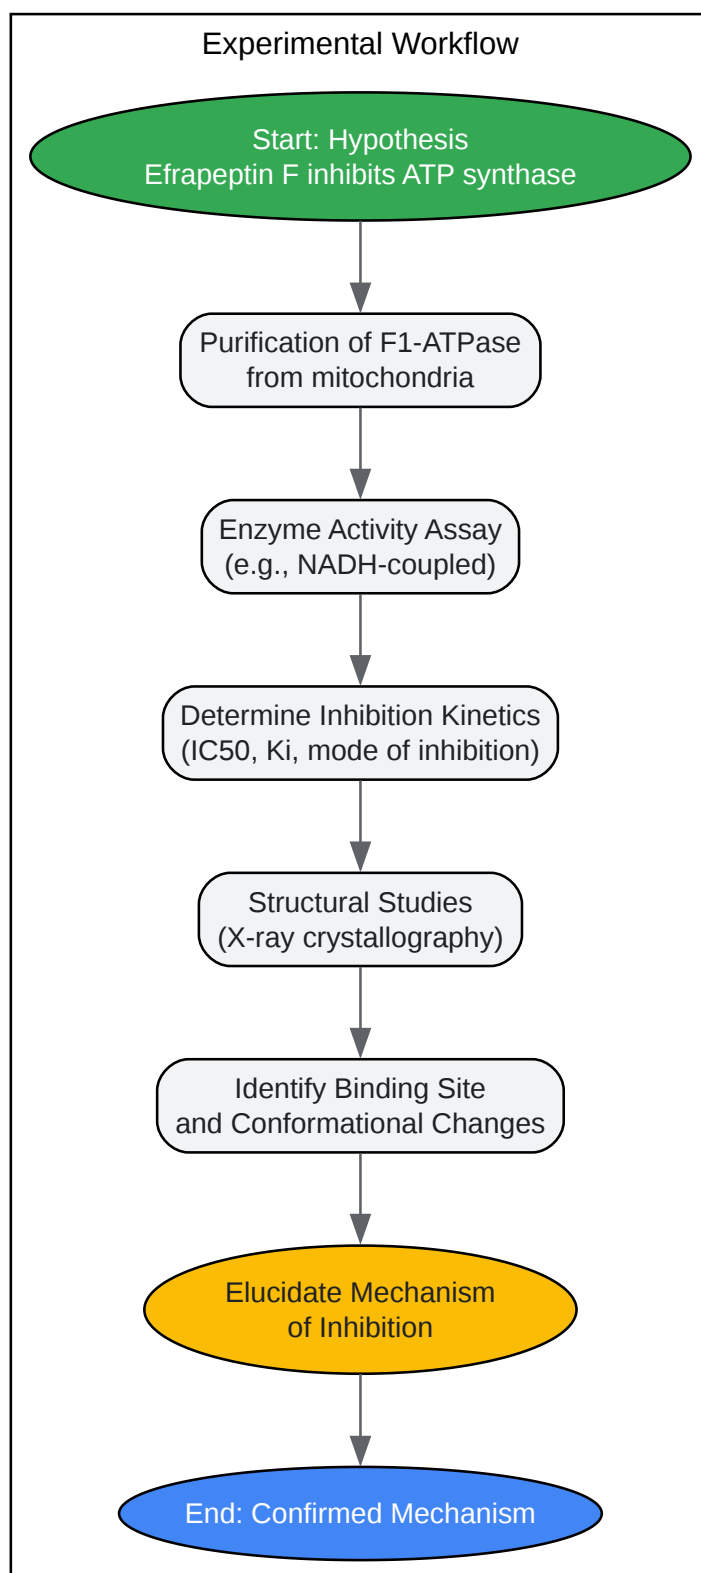 Experimental Workflow
Start: Hypothesis
Efrapeptin F inhibits ATP synthase
Purification of F1-ATPase
from mitochondria
Enzyme Activity Assay
(e.g., NADH-coupled)
Determine Inhibition Kinetics
(IC50, Ki, mode of inhibition)
Structural Studies
(X-ray crystallography)
Identify Binding Site
and Conformational Changes
Elucidate Mechanism
of Inhibition
End: Confirmed Mechanism